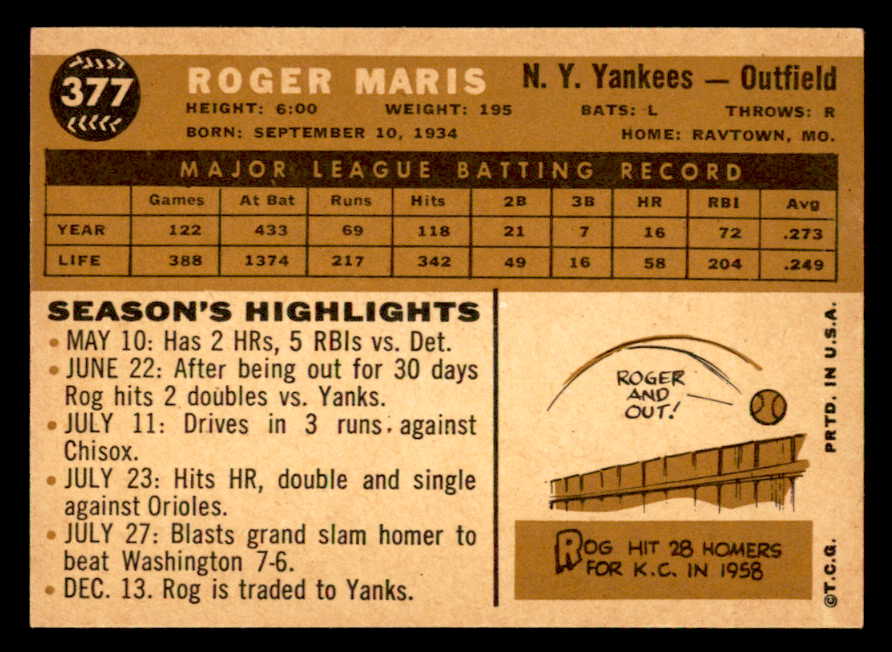 377
ROGER MARIS
N. Y. Yankees — Outfield
HEIGHT: 6:00 WEIGHT: 195 BATS: L THROWS: R
BORN: SEPTEMBER 10, 1934 HOME: RAVTOWN, MO.
MAJOR LEAGUE BATTING RECORD
Games At Bat Runs Hits 2B 3B HR RBI Avg
YEAR 122 433 69 118 21 7 16 72 .273
LIFE 388 1374 217 342 49 16 58 204 .249
SEASON'S HIGHLIGHTS
• MAY 10: Has 2 HRs, 5 RBIs vs. Det.
• JUNE 22: After being out for 30 days
Rog hits 2 doubles vs. Yanks.
• JULY 11: Drives in 3 runs. against
Chisox.
• JULY 23: Hits HR, double and single
against Orioles.
• JULY 27: Blasts grand slam homer to
beat Washington 7-6.
• DEC. 13. Rog is traded to Yanks.
ROGER
AND
OUT!
ROG HIT 28 HOMERS
FOR K.C. IN 1958
©T.C.G. PRTD. IN U.S.A.